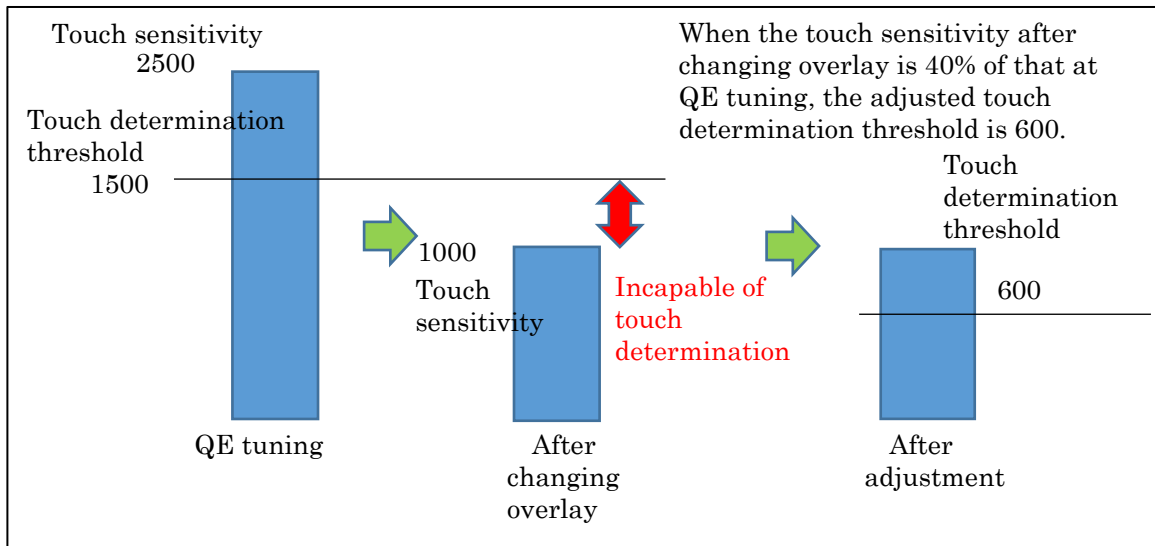 Touch sensitivity
2500
Touch determination
threshold
1500
QE tuning
1000
Touch
sensitivity
After
changing
overlay
Incapable of
touch
determination
When the touch sensitivity after
changing overlay is 40% of that at
QE tuning, the adjusted touch
determination threshold is 600.
Touch
determination
threshold
600
After
adjustment